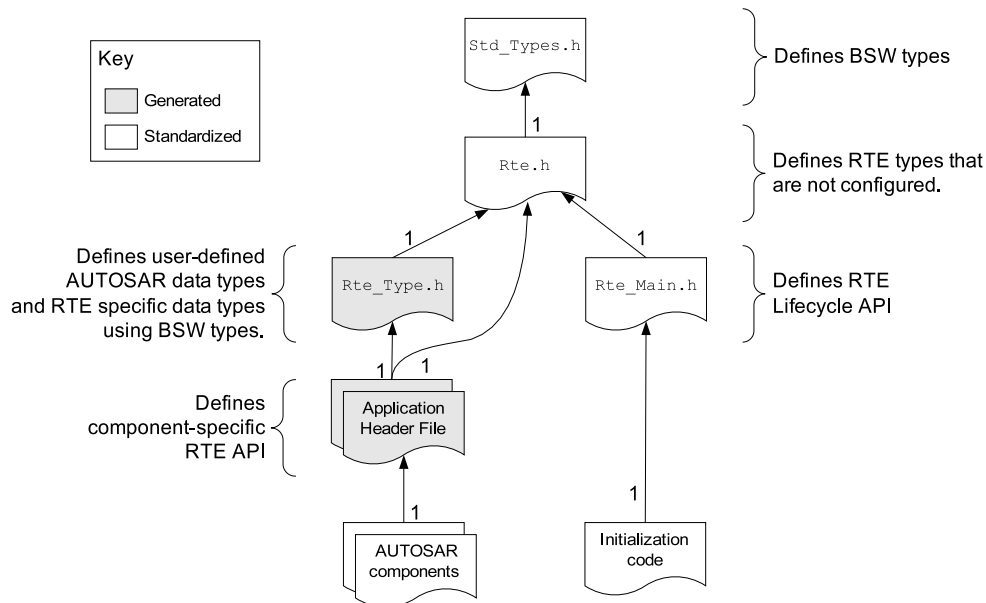 Key
Generated
Standardized
Std_Types.h
Defines BSW types
1
Rte.h
Defines RTE types that
are not configured.
1
1
Defines user-defined
AUTOSAR data types
and RTE specific data types
using BSW types.
Rte_Type.h
Rte_Main.h
Defines RTE
Lifecycle API
1
1
Defines
component-specific
RTE API
Application
Header File
1
1
AUTOSAR
components
Initialization
code